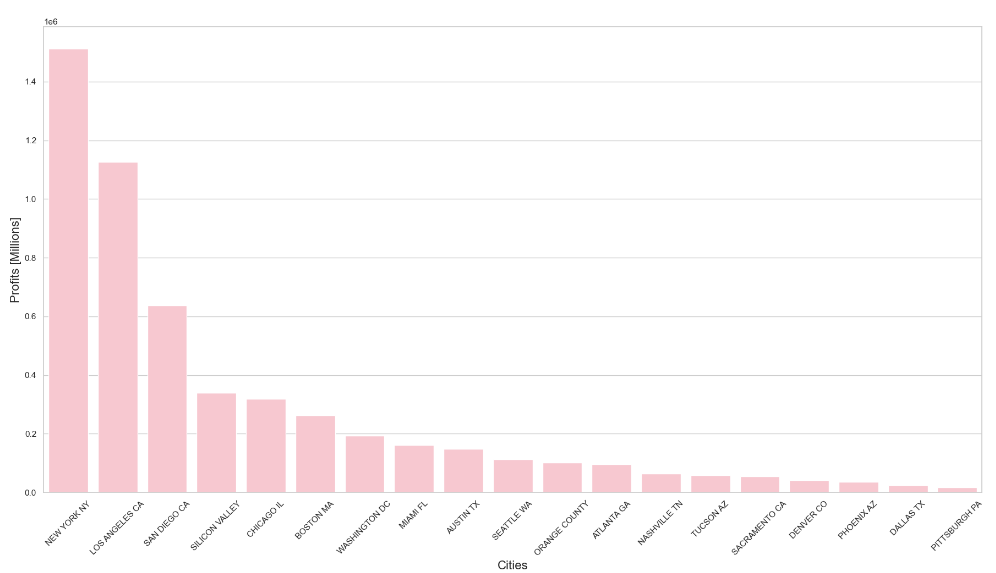 1e6
1.4
1.2
1.0
0.8
0.6
0.4
0.2
0.0
Profits [Millions]
NEW YORK NY
LOS ANGELES CA
SAN DIEGO CA
SILICON VALLEY
CHICAGO IL
BOSTON MA
WASHINGTON DC
MIAMI FL
AUSTIN TX
SEATTLE WA
ORANGE COUNTY
ATLANTA GA
NASHVILLE TN
TUCSON AZ
SACRAMENTO CA
DENVER CO
PHOENIX AZ
DALLAS TX
PITTSBURGH PA
Cities